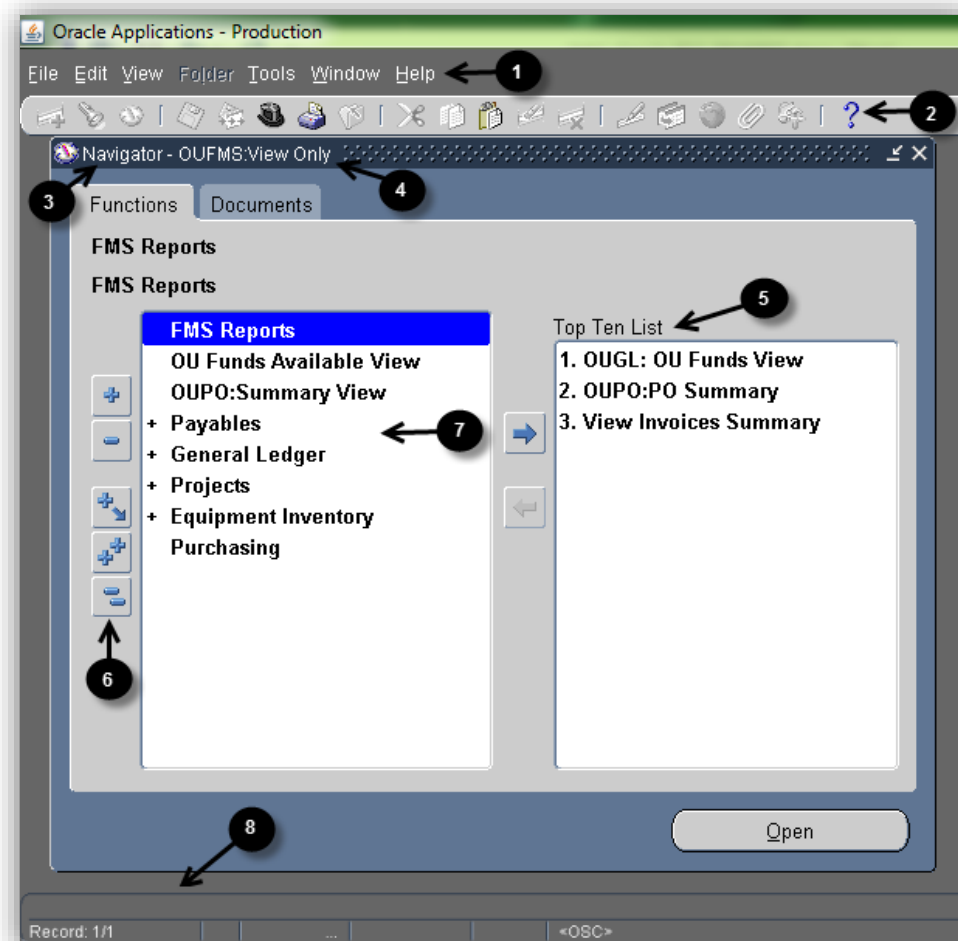 Oracle Applications - Production
File Edit View Folder Tools Window Help
1
?
2
Navigator - OUFMS:View Only
3
4
Functions Documents
FMS Reports
FMS Reports
5
FMS Reports
OU Funds Available View
OUPO:Summary View
+ Payables
+ General Ledger
+ Projects
+ Equipment Inventory
Purchasing
7
6
Top Ten List
1. OUGL: OU Funds View
2. OUPO:PO Summary
3. View Invoices Summary
Open
8
Record: 1/1 ... <OSC>